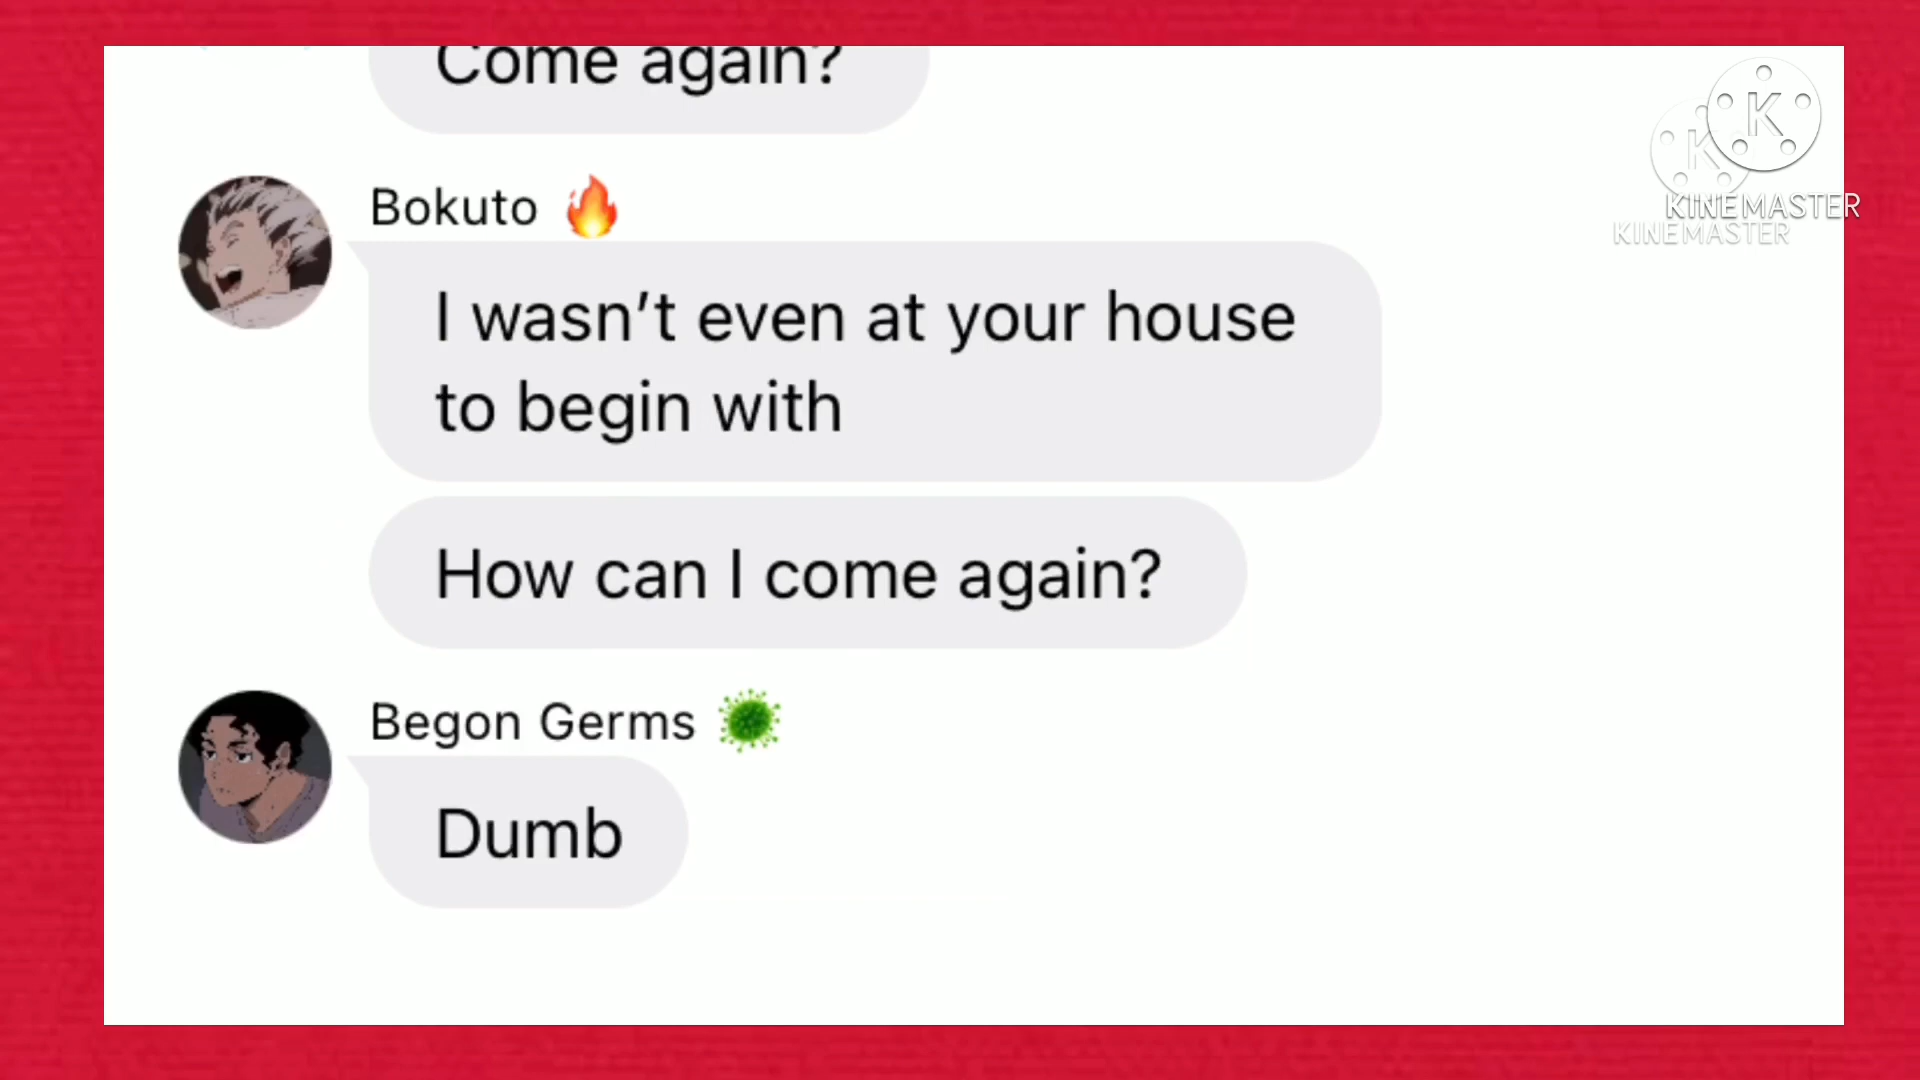 Come again?
Bokuto 🔥
I wasn’t even at your house
to begin with
How can I come again?
Begon Germs 🦠
Dumb
K
KINEMASTER
K
KINEMASTER